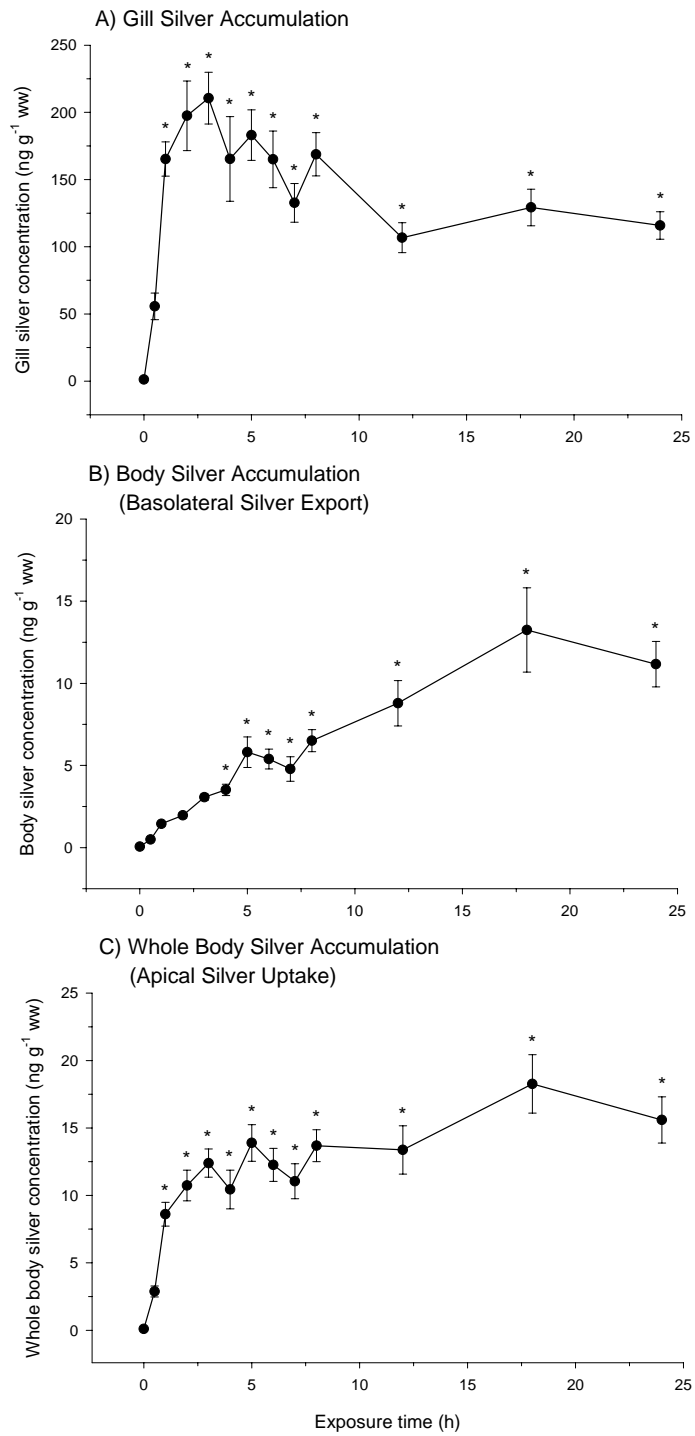 A) Gill Silver Accumulation
Gill silver concentration (ng g⁻¹ ww)
250
200
150
100
50
0
* * * * * * * * * * *
0 5 10 15 20 25
B) Body Silver Accumulation
(Basolateral Silver Export)
Body silver concentration (ng g⁻¹ ww)
20
15
10
5
0
* * * * * * * *
0 5 10 15 20 25
C) Whole Body Silver Accumulation
(Apical Silver Uptake)
Whole body silver concentration (ng g⁻¹ ww)
25
20
15
10
5
0
* * * * * * * * * * *
0 5 10 15 20 25
Exposure time (h)